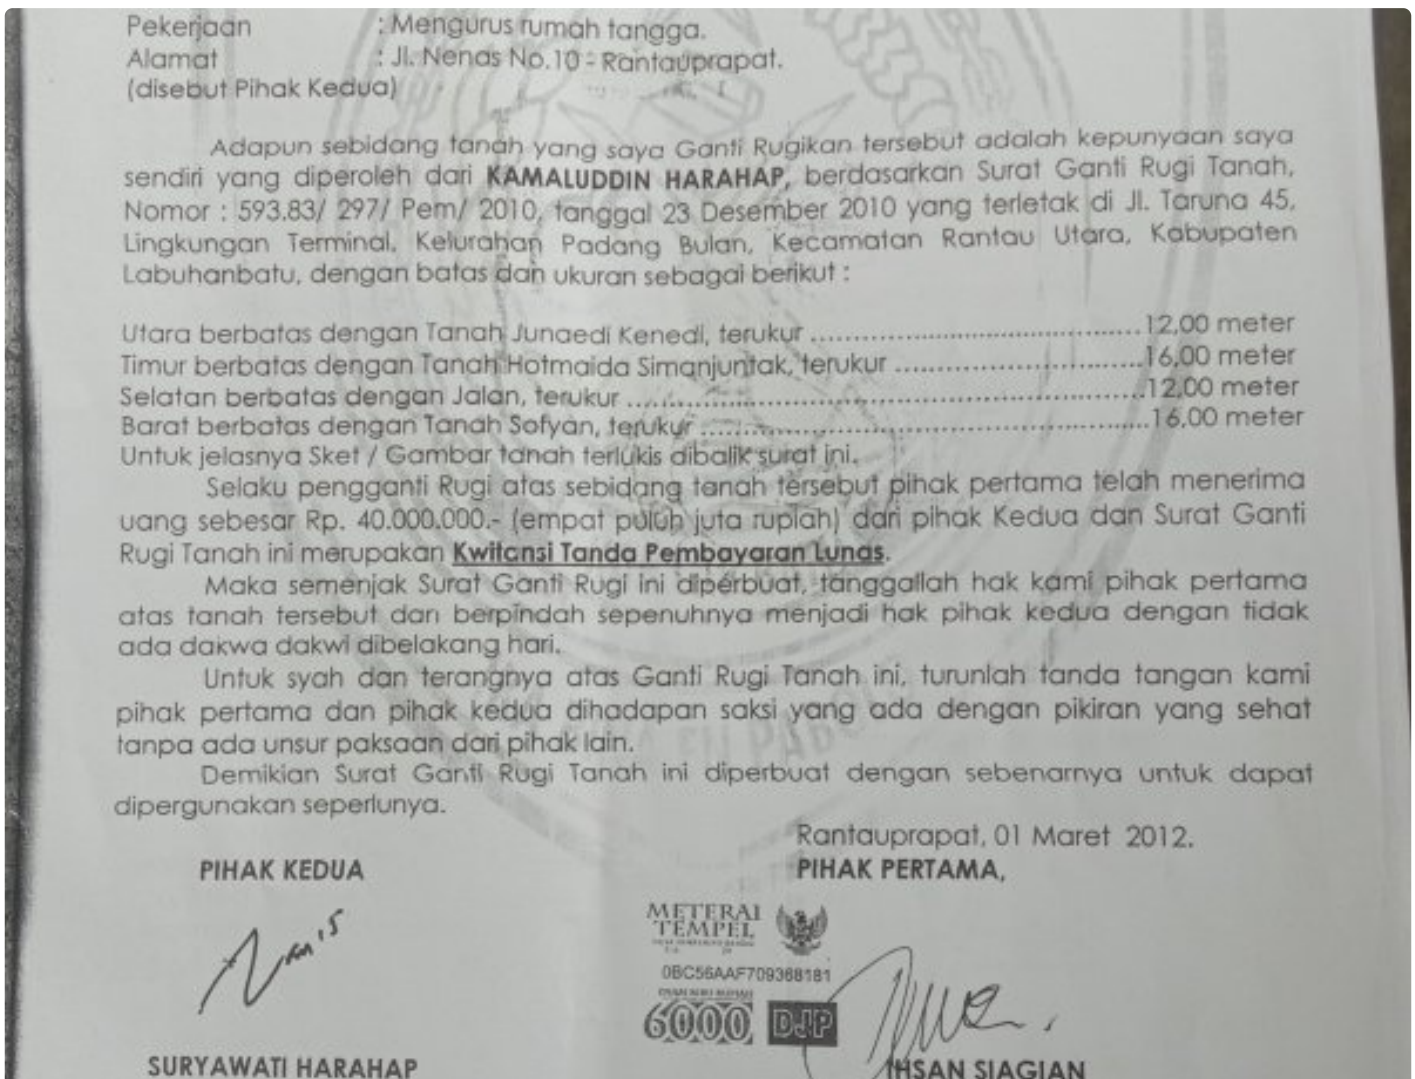 Pekerjaan : Mengurus rumah tangga.
Alamat : Jl. Nenas No.10 - Rantauprapat.
(disebut Pihak Kedua)
Adapun sebidang tanah yang saya Ganti Rugikan tersebut adalah kepunyaan saya
sendiri yang diperoleh dari KAMALUDDIN HARAHAP, berdasarkan Surat Ganti Rugi Tanah,
Nomor : 593.83/ 297/ Pem/ 2010, tanggal 23 Desember 2010 yang terletak di Jl. Taruna 45,
Lingkungan Terminal, Kelurahan Padang Bulan, Kecamatan Rantau Utara, Kabupaten
Labuhanbatu, dengan batas dan ukuran sebagai berikut :
Utara berbatas dengan Tanah Junaedi Kenedi, terukur ........................................12,00 meter
Timur berbatas dengan Tanah Hotmaida Simanjuntak, terukur ..............................16,00 meter
Selatan berbatas dengan Jalan, terukur ...............................................................12,00 meter
Barat berbatas dengan Tanah Sofyan, terukur ......................................................16,00 meter
Untuk jelasnya Sket / Gambar tanah terlukis dibalik surat ini.
Selaku pengganti Rugi atas sebidang tanah tersebut pihak pertama telah menerima
uang sebesar Rp. 40.000.000.- (empat puluh juta rupiah) dari pihak Kedua dan Surat Ganti
Rugi Tanah ini merupakan Kwitansi Tanda Pembayaran Lunas.
Maka semenjak Surat Ganti Rugi ini diperbuat, tanggallah hak kami pihak pertama
atas tanah tersebut dan berpindah sepenuhnya menjadi hak pihak kedua dengan tidak
ada dakwa dakwi dibelakang hari.
Untuk syah dan terangnya atas Ganti Rugi Tanah ini, turunlah tanda tangan kami
pihak pertama dan pihak kedua dihadapan saksi yang ada dengan pikiran yang sehat
tanpa ada unsur paksaan dari pihak lain.
Demikian Surat Ganti Rugi Tanah ini diperbuat dengan sebenarnya untuk dapat
dipergunakan seperlunya.
Rantauprapat, 01 Maret 2012.
PIHAK KEDUA PIHAK PERTAMA,
METERAI
TEMPEL
0BC56AAF709368181
ENAM RIBU RUPIAH
6000 DJP
SURYAWATI HARAHAP IHSAN SIAGIAN